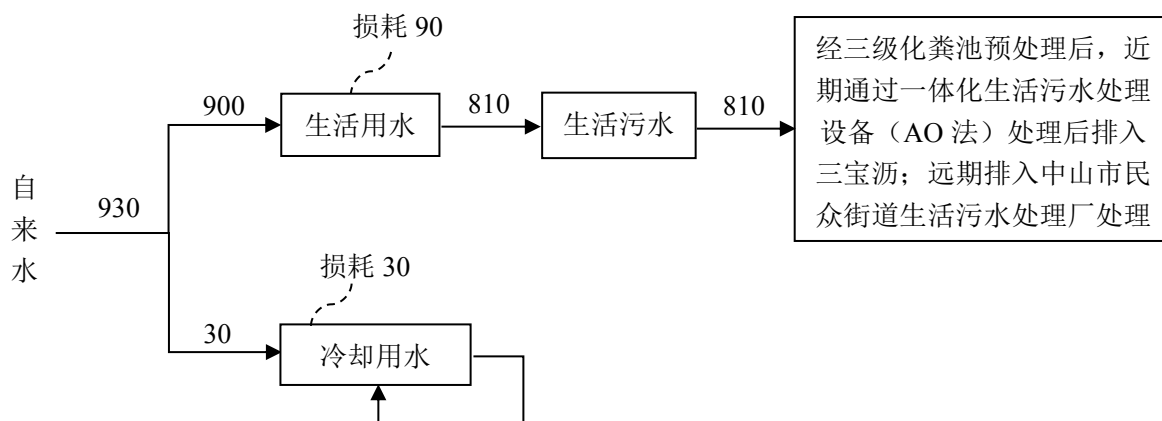 损耗 90
900
生活用水
810
生活污水
810
经三级化粪池预处理后，近
期通过一体化生活污水处理
设备（AO 法）处理后排入
三宝沥；远期排入中山市民
众街道生活污水处理厂处理
自
来
水
930
损耗 30
30
冷却用水